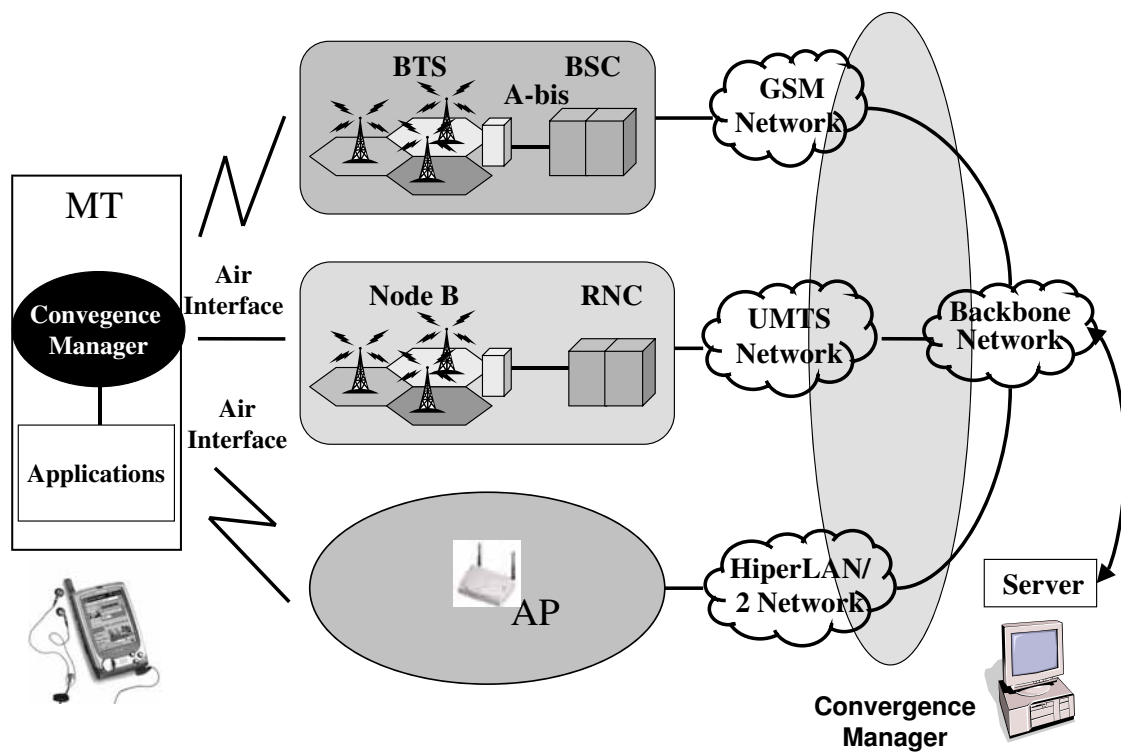 BTS
BSC
A-bis
GSM
Network
MT
Air
Interface
Convegence
Manager
Node B
RNC
UMTS
Network
Backbone
Network
Air
Interface
Applications
AP
HiperLAN/
2 Network
Server
Convergence
Manager